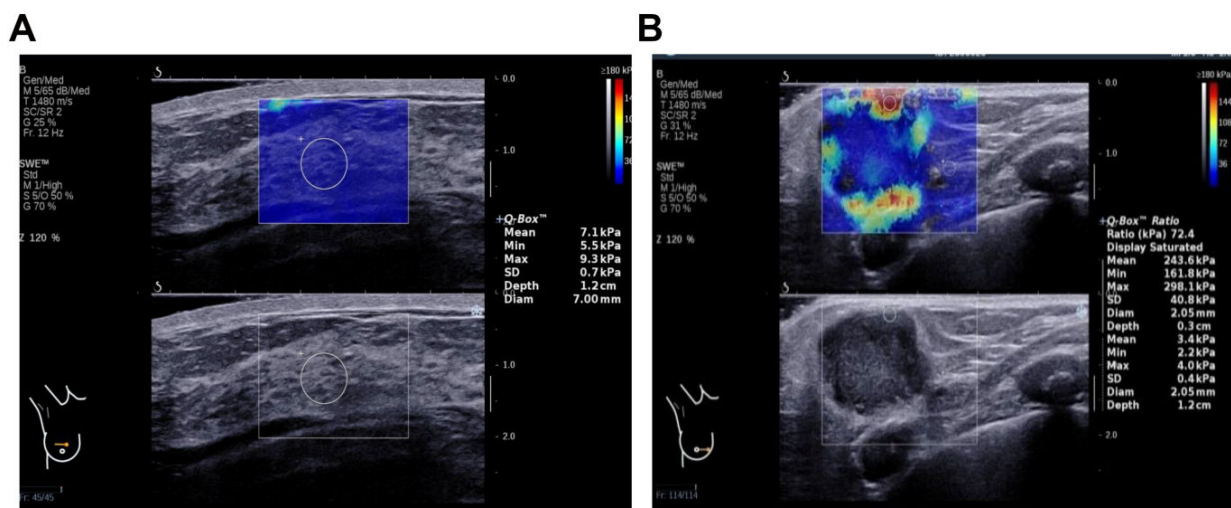 A
B
B
Gen/Med
M 5/65 dB/Med
T 1480 m/s
SC/SR 2
G 25 %
Fr. 12 Hz
SWE™
Std
M 1/High
S 5/O 50 %
G 70 %
Z 120 %
S
0.0
1.0
≥180 kPa
36
+Q-Box™
Mean 7.1 kPa
Min 5.5 kPa
Max 9.3 kPa
SD 0.7 kPa
Depth 1.2 cm
Diam 7.00 mm
S
1.0
2.0
Fr: 45/45
B
Gen/Med
M 5/65 dB/Med
T 1480 m/s
SC/SR 2
G 31 %
Fr. 12 Hz
SWE™
Std
M 1/High
S 5/O 50 %
G 70 %
Z 120 %
S
0.0
1.0
≥180 kPa
108
72
36
+Q-Box™ Ratio
Ratio (kPa) 72.4
Display Saturated
Mean 243.6 kPa
Min 161.8 kPa
Max 298.1 kPa
SD 40.8 kPa
Diam 2.05 mm
Depth 0.3 cm
Mean 3.4 kPa
Min 2.2 kPa
Max 4.0 kPa
SD 0.4 kPa
Diam 2.05 mm
Depth 1.2 cm
S
2.0
Fr: 114/114